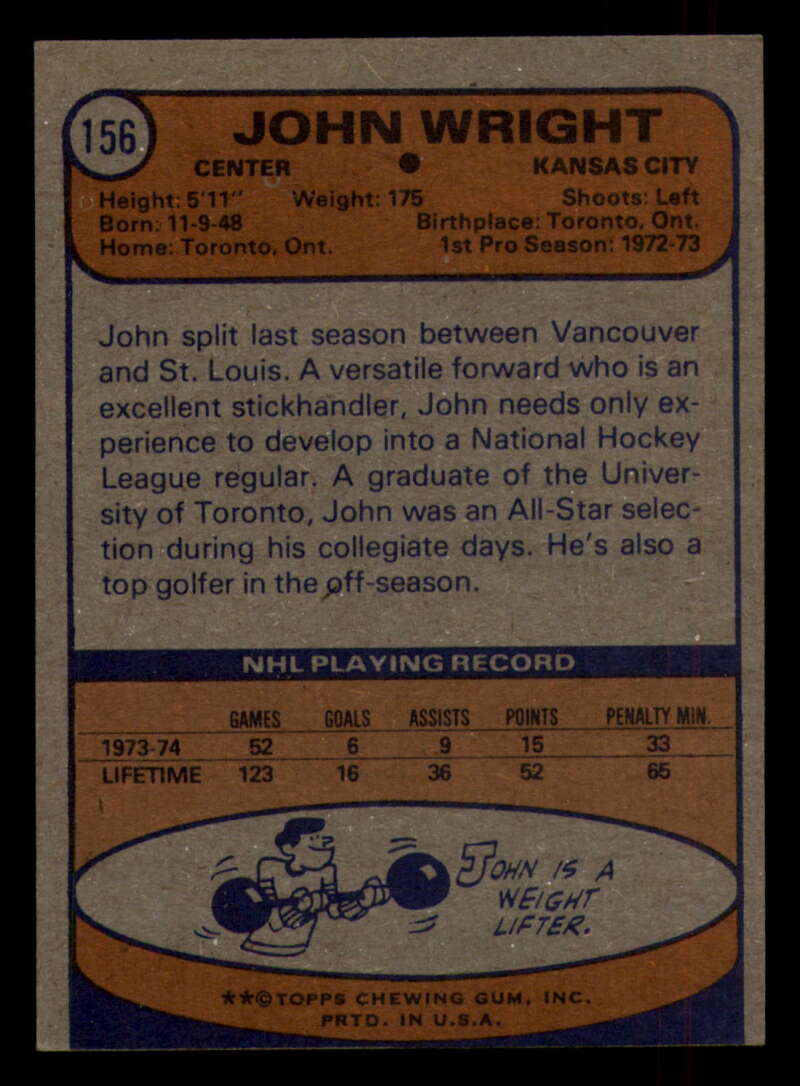 156
JOHN WRIGHT
CENTER ● KANSAS CITY
Height: 5'11" Weight: 175 Shoots: Left
Born: 11-9-48 Birthplace: Toronto, Ont.
Home: Toronto, Ont. 1st Pro Season: 1972-73
John split last season between Vancouver
and St. Louis. A versatile forward who is an
excellent stickhandler, John needs only ex-
perience to develop into a National Hockey
League regular. A graduate of the Univer-
sity of Toronto, John was an All-Star selec-
tion during his collegiate days. He's also a
top golfer in the off-season.
NHL PLAYING RECORD
GAMES GOALS ASSISTS POINTS PENALTY MIN.
1973-74 52 6 9 15 33
LIFETIME 123 16 36 52 65
JOHN IS A
WEIGHT
LIFTER.
**©TOPPS CHEWING GUM, INC.
PRTD. IN U.S.A.